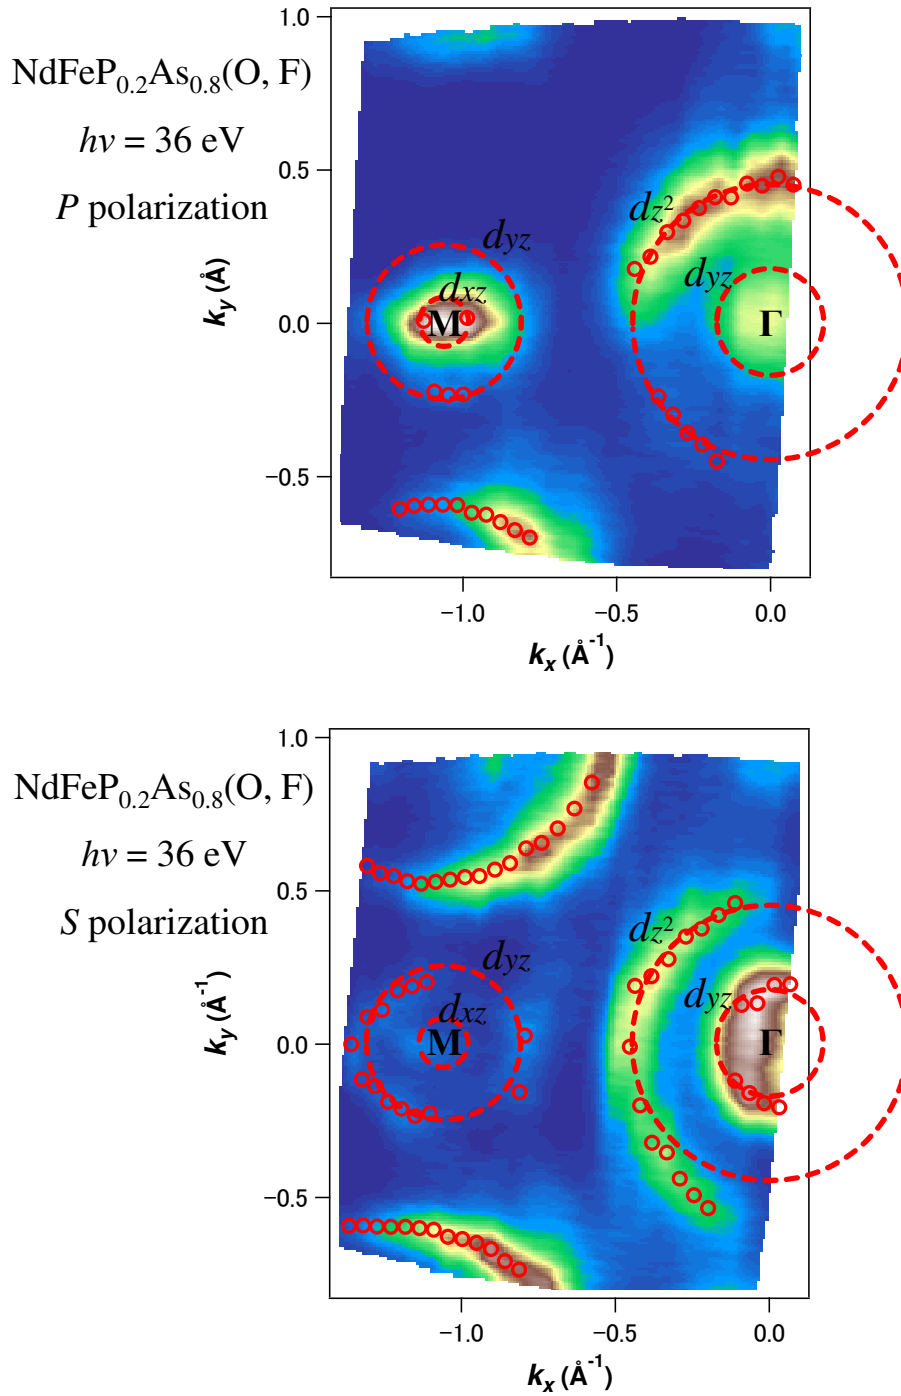 NdFeP0.2As0.8(O, F)
hν = 36 eV
P polarization
1.0
0.5
0.0
−0.5
ky (Å)
dz2
dyz
dyz
dxz
M
Γ
−1.0
−0.5
0.0
kx (Å-1)
NdFeP0.2As0.8(O, F)
hν = 36 eV
S polarization
1.0
0.5
0.0
−0.5
ky (Å-1)
dz2
dyz
dyz
dxz
M
Γ
−1.0
−0.5
0.0
kx (Å-1)